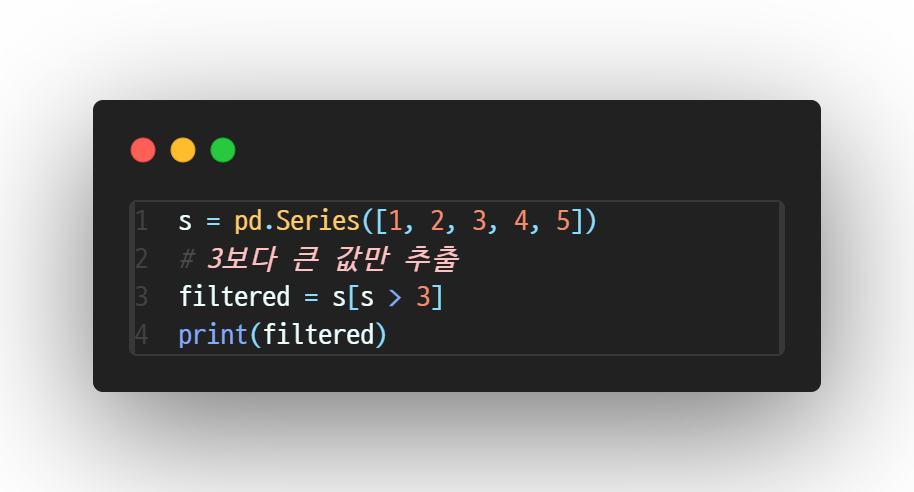 1 s = pd.Series([1, 2, 3, 4, 5])
2 # 3보다 큰 값만 추출
3 filtered = s[s > 3]
4 print(filtered)